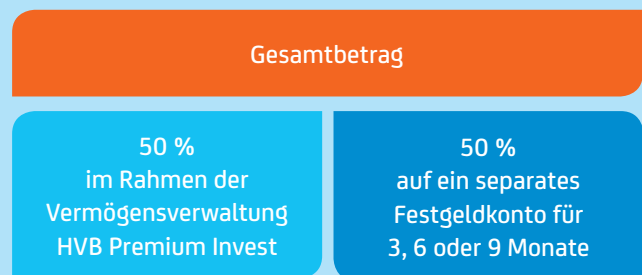 Gesamtbetrag
50 %
im Rahmen der
Vermögensverwaltung
HVB Premium Invest
50 %
auf ein separates
Festgeldkonto für
3, 6 oder 9 Monate